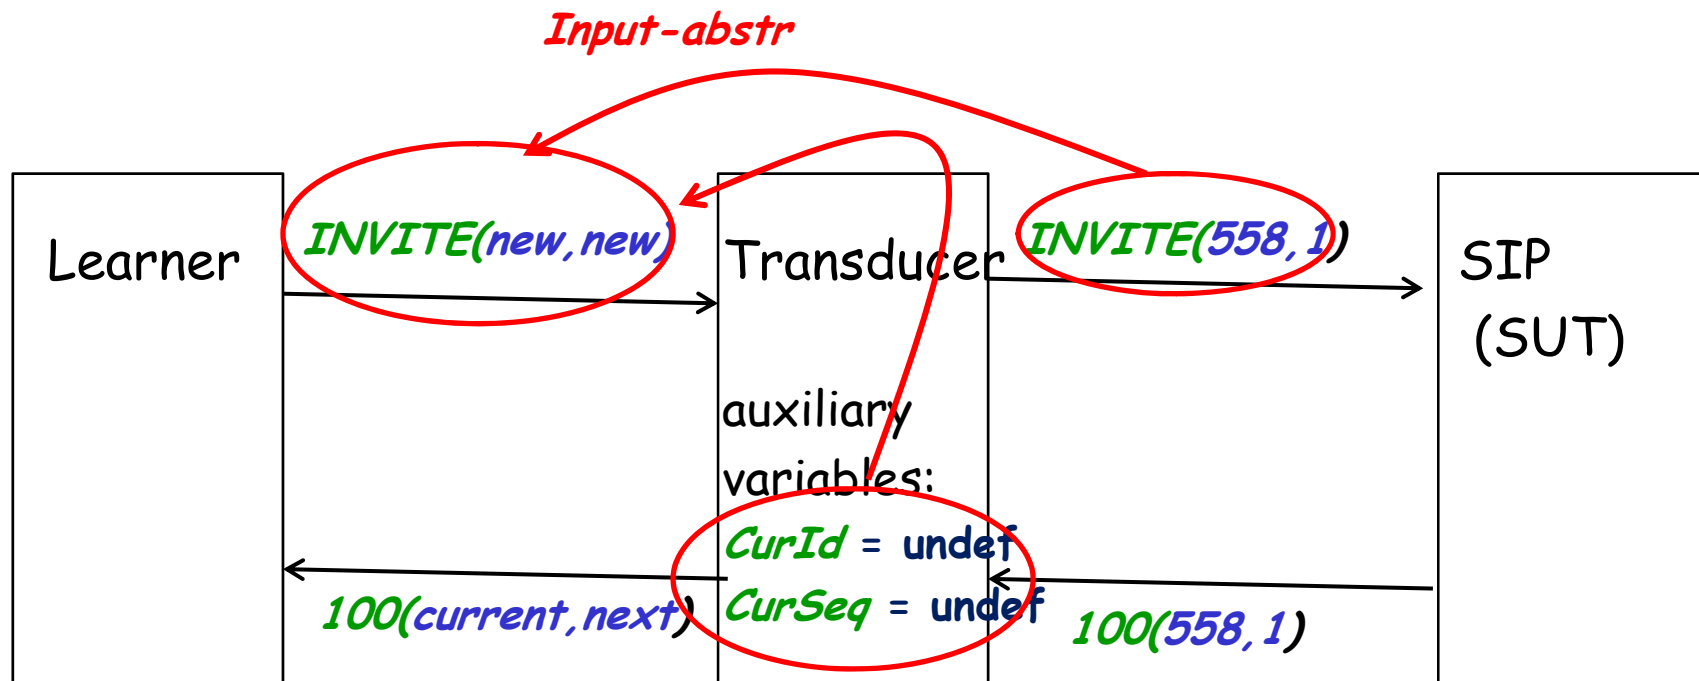 Input-abstr
Learner
INVITE(new,new)
Transducer
INVITE(558,1)
SIP
(SUT)
auxiliary
variables:
CurId = undef
CurSeq = undef
100(current,next)
100(558,1)